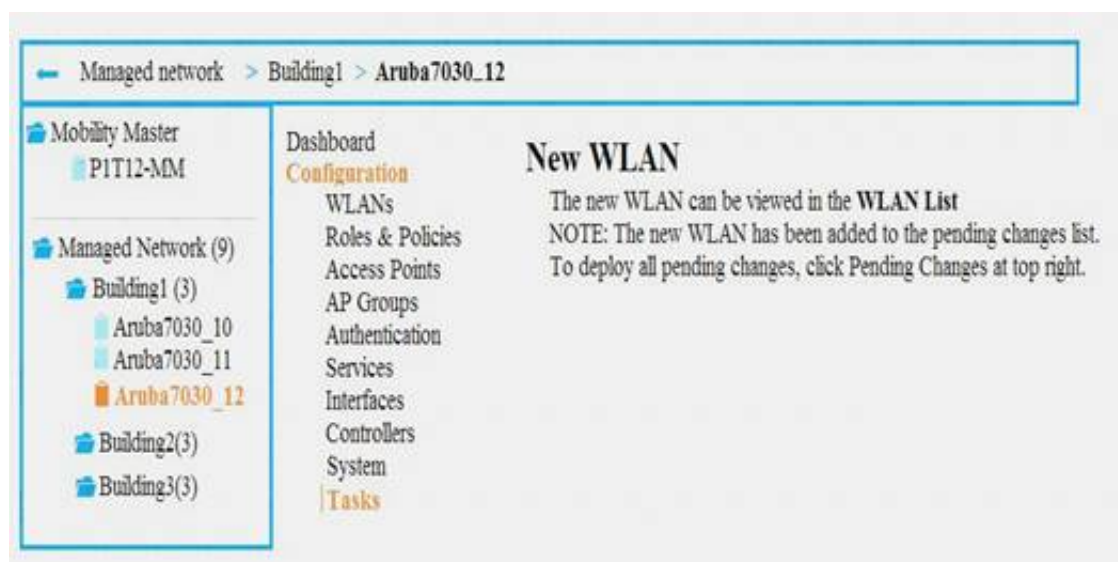 Managed network > Building1 > Aruba7030_12
Mobility Master
P1T12-MM
Managed Network (9)
Building1 (3)
Aruba7030_10
Aruba7030_11
Aruba7030_12
Building2(3)
Building3(3)
Dashboard
Configuration
WLANs
Roles & Policies
Access Points
AP Groups
Authentication
Services
Interfaces
Controllers
System
Tasks
New WLAN
The new WLAN can be viewed in the WLAN List
NOTE: The new WLAN has been added to the pending changes list.
To deploy all pending changes, click Pending Changes at top right.